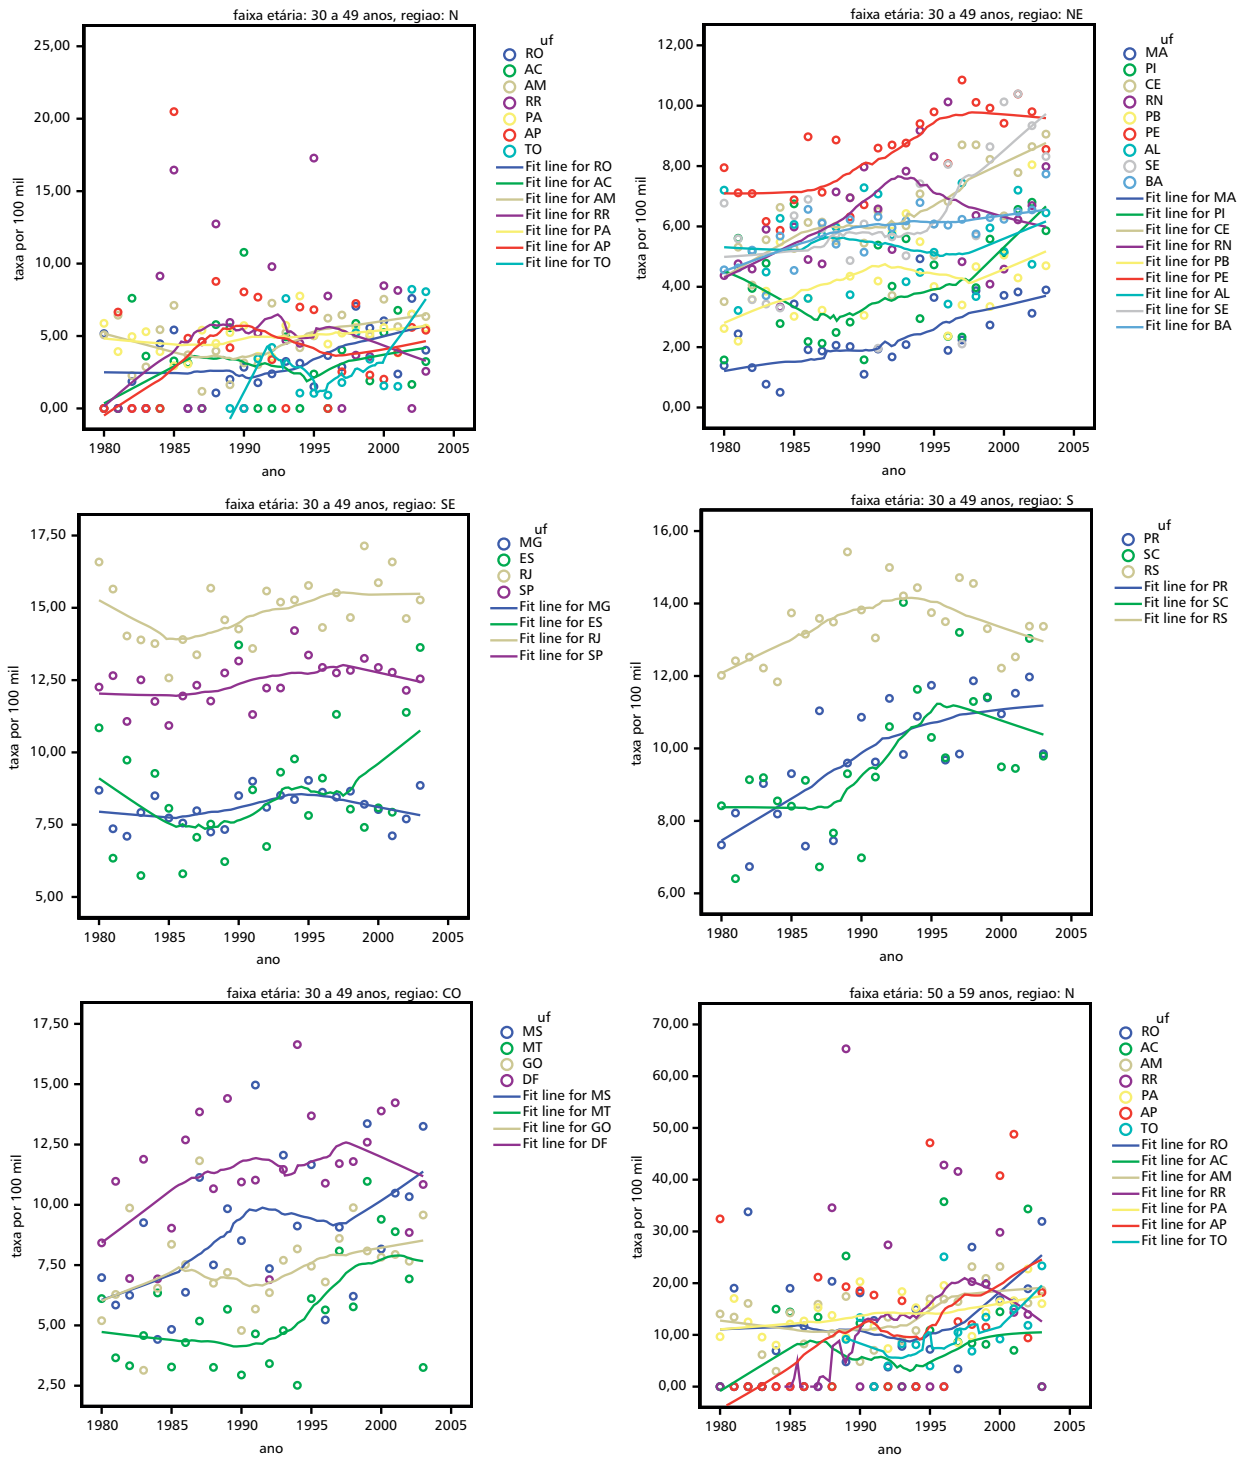 faixa etária: 30 a 49 anos, regiao: N
taxa por 100 mil
25,00
20,00
15,00
10,00
5,00
0,00
1980 1985 1990 1995 2000 2005
ano
uf
RO
AC
AM
RR
PA
AP
TO
Fit line for RO
Fit line for AC
Fit line for AM
Fit line for RR
Fit line for PA
Fit line for AP
Fit line for TO
faixa etária: 30 a 49 anos, regiao: NE
taxa por 100 mil
12,00
10,00
8,00
6,00
4,00
2,00
0,00
1980 1985 1990 1995 2000 2005
ano
uf
MA
PI
CE
RN
PB
PE
AL
SE
BA
Fit line for MA
Fit line for PI
Fit line for CE
Fit line for RN
Fit line for PB
Fit line for PE
Fit line for AL
Fit line for SE
Fit line for BA
faixa etária: 30 a 49 anos, regiao: SE
taxa por 100 mil
17,50
15,00
12,50
10,00
7,50
5,00
1980 1985 1990 1995 2000 2005
ano
uf
MG
ES
RJ
SP
Fit line for MG
Fit line for ES
Fit line for RJ
Fit line for SP
faixa etária: 30 a 49 anos, regiao: S
taxa por 100 mil
16,00
14,00
12,00
10,00
8,00
6,00
1980 1985 1990 1995 2000 2005
ano
uf
PR
SC
RS
Fit line for PR
Fit line for SC
Fit line for RS
faixa etária: 30 a 49 anos, regiao: CO
taxa por 100 mil
17,50
15,00
12,50
10,00
7,50
5,00
2,50
1980 1985 1990 1995 2000 2005
ano
uf
MS
MT
GO
DF
Fit line for MS
Fit line for MT
Fit line for GO
Fit line for DF
faixa etária: 50 a 59 anos, regiao: N
taxa por 100 mil
70,00
60,00
50,00
40,00
30,00
20,00
10,00
0,00
1980 1985 1990 1995 2000 2005
ano
uf
RO
AC
AM
RR
PA
AP
TO
Fit line for RO
Fit line for AC
Fit line for AM
Fit line for RR
Fit line for PA
Fit line for AP
Fit line for TO